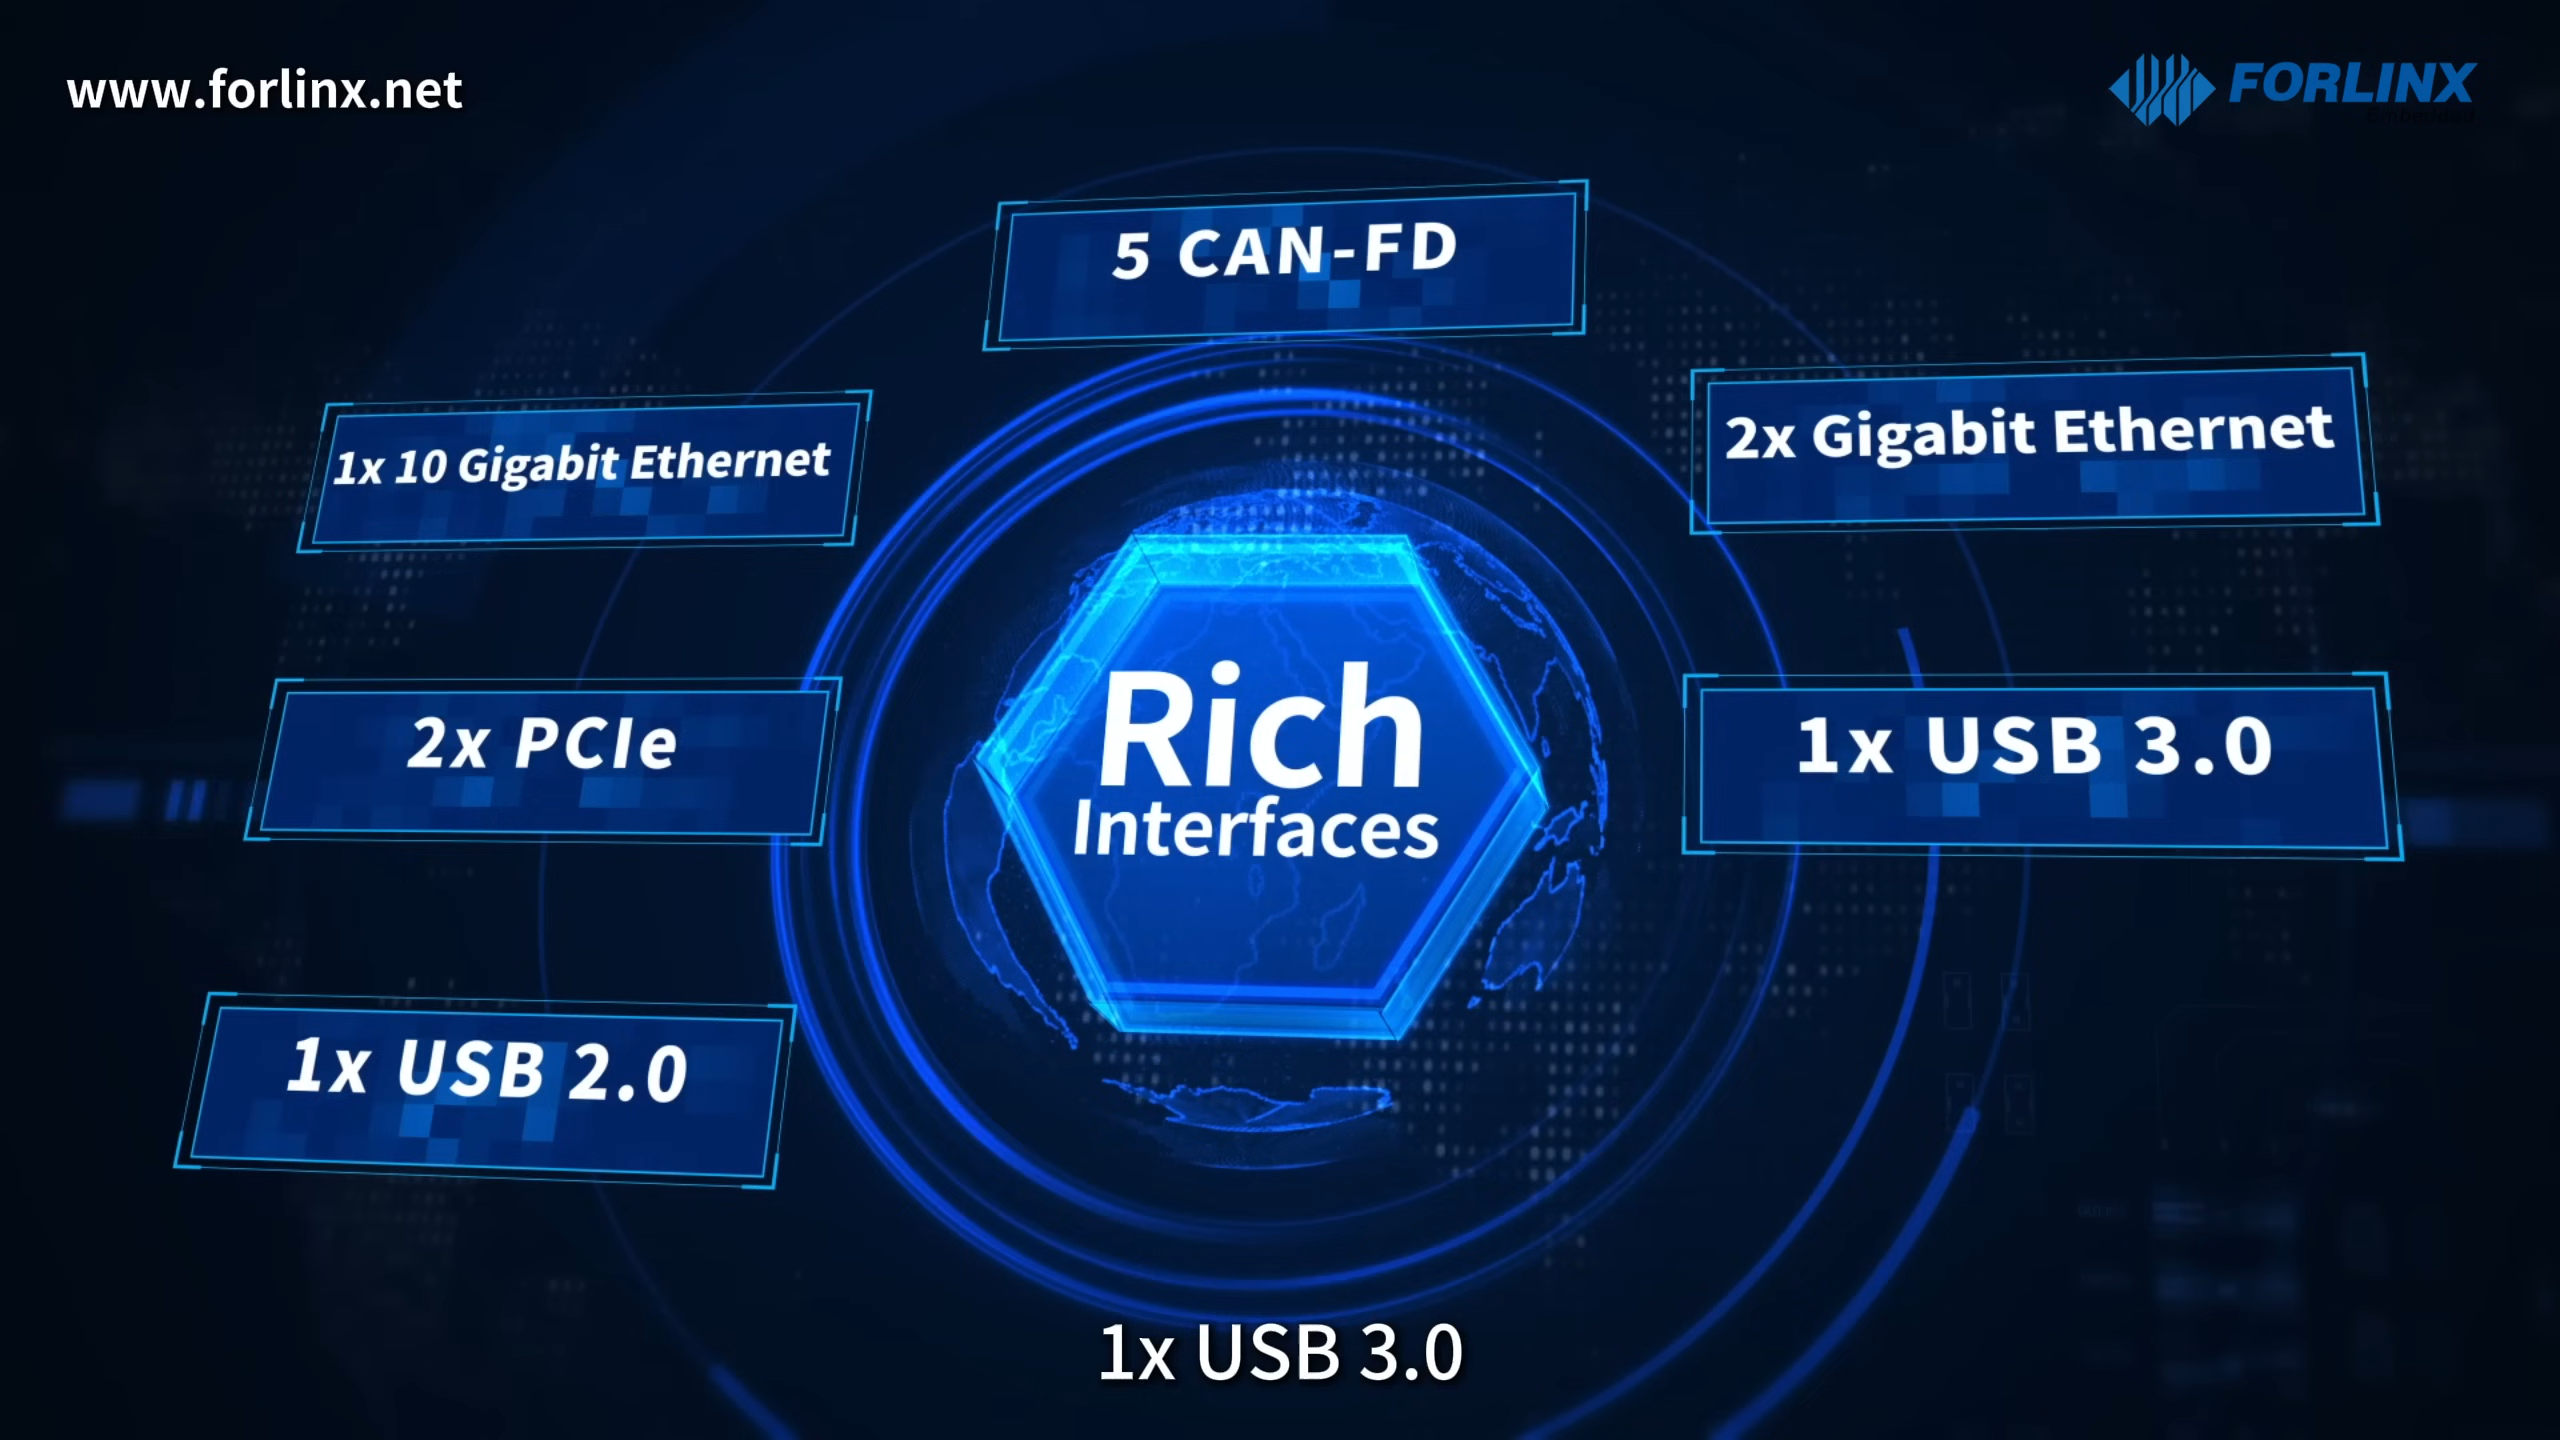 www.forlinx.net
FORLINX
5 CAN-FD
1x 10 Gigabit Ethernet
2x Gigabit Ethernet
2x PCIe
Rich
Interfaces
1x USB 3.0
1x USB 2.0
1x USB 3.0